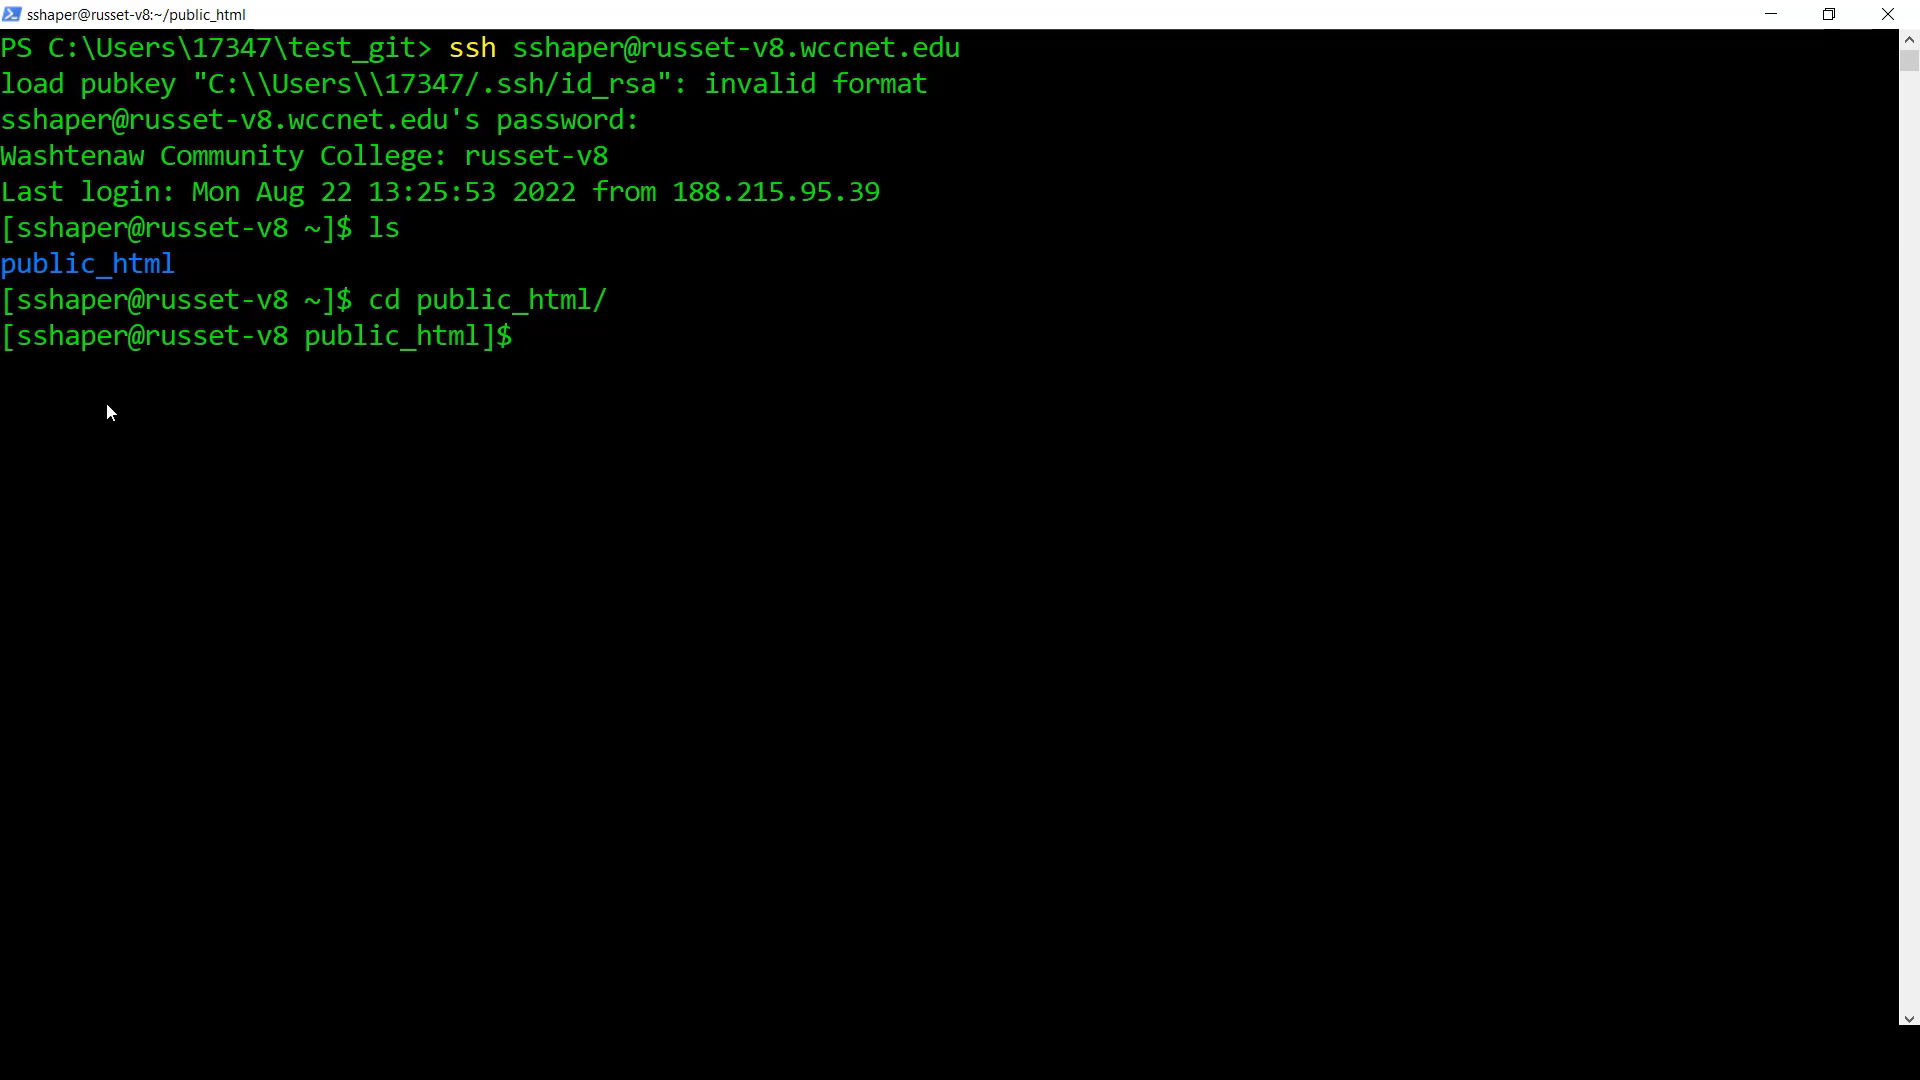 sshaper@russet-v8:~/public_html
PS C:\Users\17347\test_git> ssh sshaper@russet-v8.wccnet.edu
load pubkey "C:\\Users\\17347/.ssh/id_rsa": invalid format
sshaper@russet-v8.wccnet.edu's password:
Washtenaw Community College: russet-v8
Last login: Mon Aug 22 13:25:53 2022 from 188.215.95.39
[sshaper@russet-v8 ~]$ ls
public_html
[sshaper@russet-v8 ~]$ cd public_html/
[sshaper@russet-v8 public_html]$